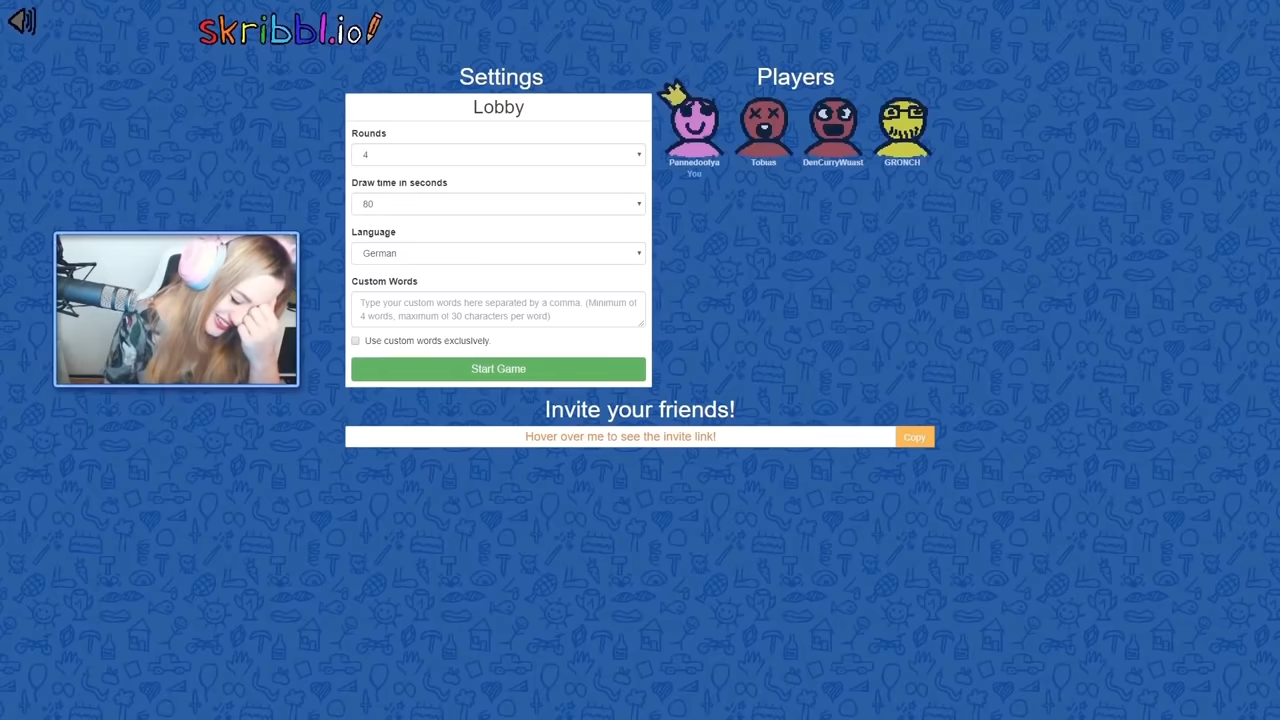 skribbl.io
Settings
Players
Lobby
Rounds
4
Pannedoolya
Tobias
DenCurryWuast
GRONCH
You
Draw time in seconds
80
Language
German
Custom Words
Type your custom words here separated by a comma. (Minimum of
4 words, maximum of 30 characters per word)
Use custom words exclusively.
Start Game
Invite your friends!
Hover over me to see the invite link!
Copy